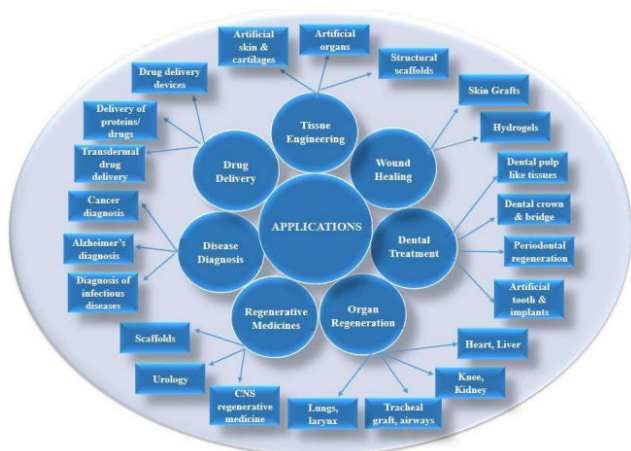 Artificial
skin &
cartilages
Artificial
organs
Structural
scaffolds
Drug delivery
devices
Delivery of
proteins/
drugs
Transdermal
drug
delivery
Cancer
diagnosis
Alzheimer's
diagnosis
Diagnosis of
infectious
diseases
Scaffolds
Urology
CNS
regenerative
medicine
Lungs,
larynx
Tracheal
graft, airways
Knee,
Kidney
Heart, Liver
Artificial
tooth &
implants
Periodontal
regeneration
Dental crown
& bridge
Dental pulp
like tissues
Hydrogels
Skin Grafts
Tissue
Engineering
Wound
Healing
Dental
Treatment
Organ
Regeneration
Regenerative
Medicines
Disease
Diagnosis
Drug
Delivery
APPLICATIONS